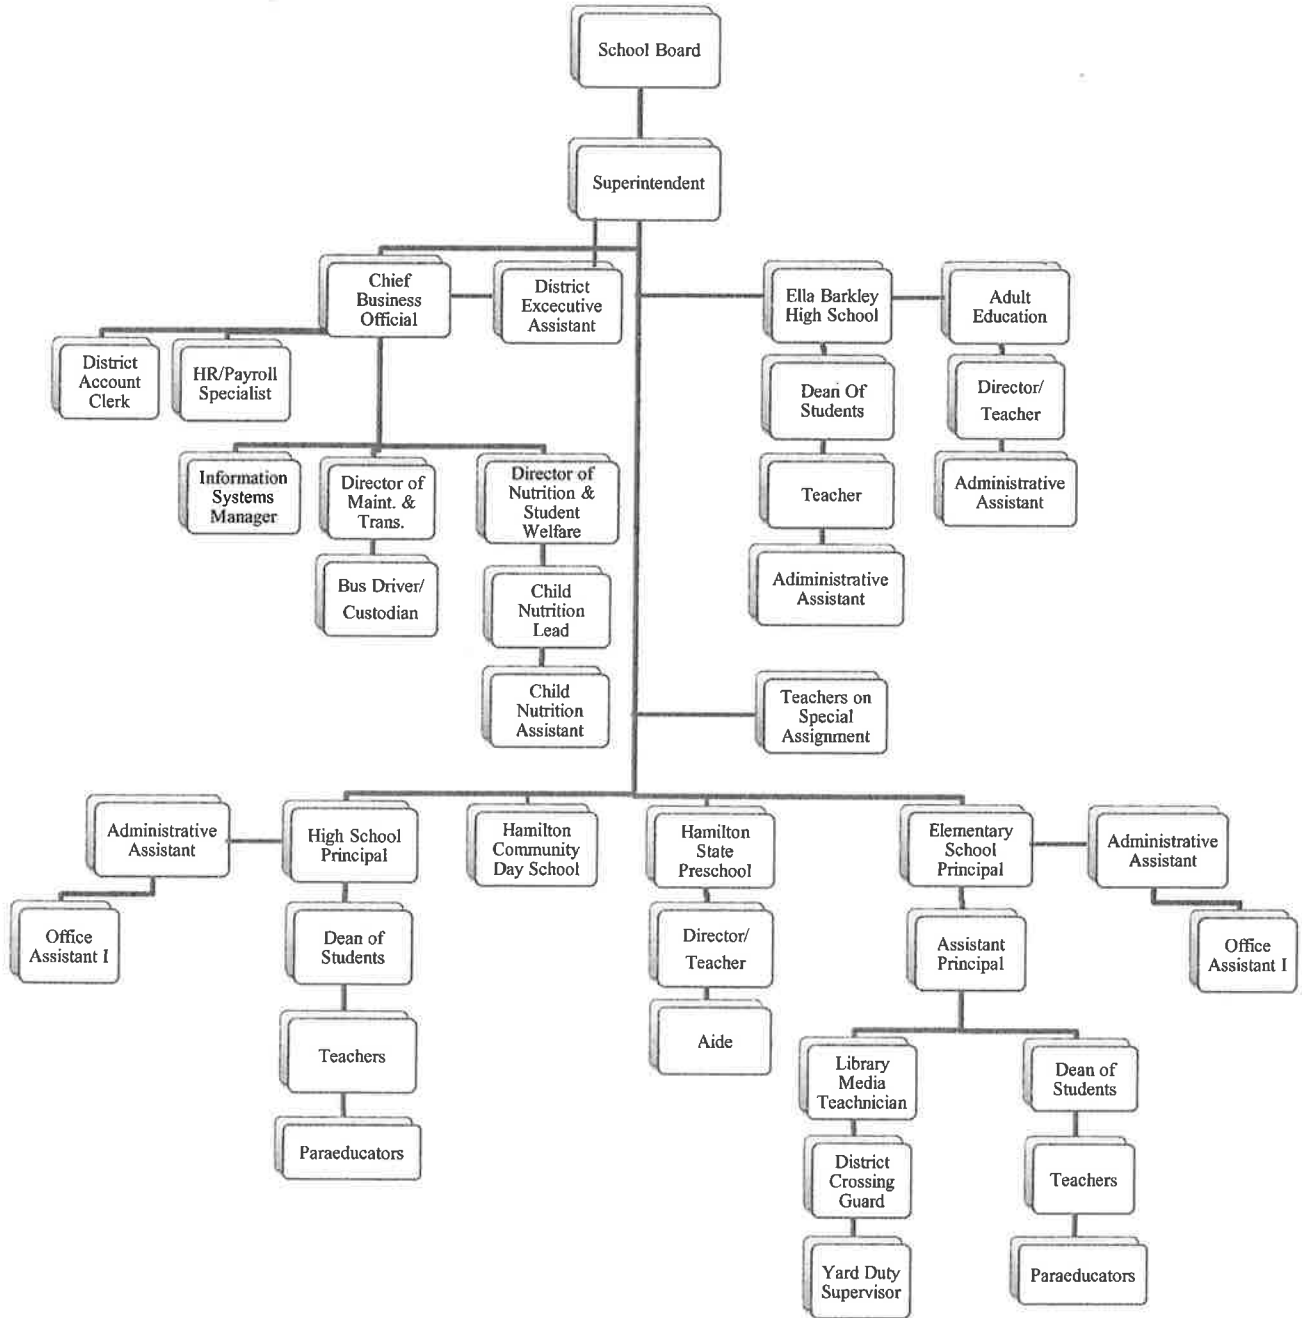 School Board
Superintendent
Chief
Business
Official
District
Excecutive
Assistant
Ella Barkley
High School
Adult
Education
District
Account
Clerk
HR/Payroll
Specialist
Dean Of
Students
Director/
Teacher
Information
Systems
Manager
Director of
Maint. &
Trans.
Director of
Nutrition &
Student
Welfare
Teacher
Administrative
Assistant
Bus Driver/
Custodian
Child
Nutrition
Lead
Adiministrative
Assistant
Child
Nutrition
Assistant
Teachers on
Special
Assignment
Administrative
Assistant
High School
Principal
Hamilton
Community
Day School
Hamilton
State
Preschool
Elementary
School
Principal
Administrative
Assistant
Office
Assistant I
Dean of
Students
Director/
Teacher
Assistant
Principal
Office
Assistant I
Teachers
Aide
Library
Media
Teachnician
Dean of
Students
Paraeducators
District
Crossing
Guard
Teachers
Yard Duty
Supervisor
Paraeducators